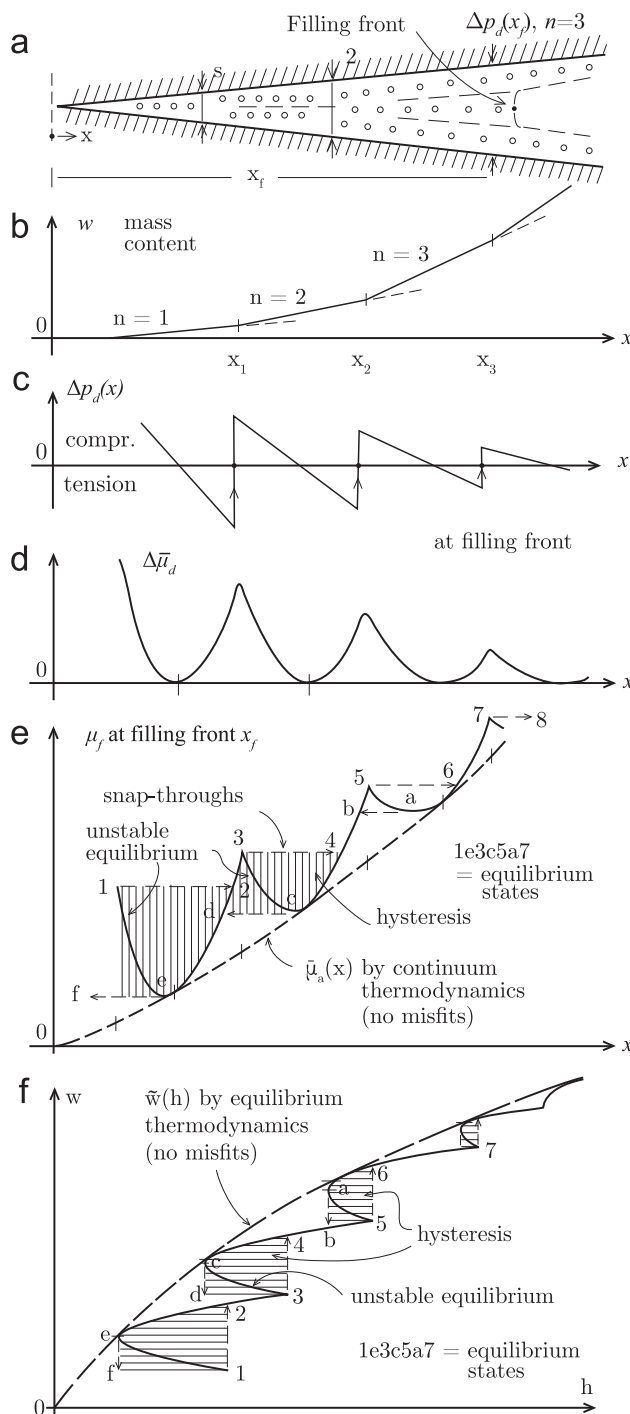 a
Filling front
Δp_d(x_f), n=3
s
2
x
x_f
b
w mass
content
n = 1
n = 2
n = 3
0
x
x_1
x_2
x_3
c
Δp_d(x)
0
compr.
tension
x
at filling front
d
Δμ̄_d
0
x
e
μ_f at filling front x_f
snap-throughs
unstable
equilibrium
1
2
3
4
5
6
7
8
a
b
c
d
e
f
1e3c5a7
= equilibrium
states
hysteresis
μ̄_a(x) by continuum
thermodynamics
(no misfits)
0
x
f
w
w̃(h) by equilibrium
thermodynamics
(no misfits)
7
6
a
b
5
hysteresis
4
c
d
3
unstable equilibrium
2
e
f
1
1e3c5a7 = equilibrium
states
0
h